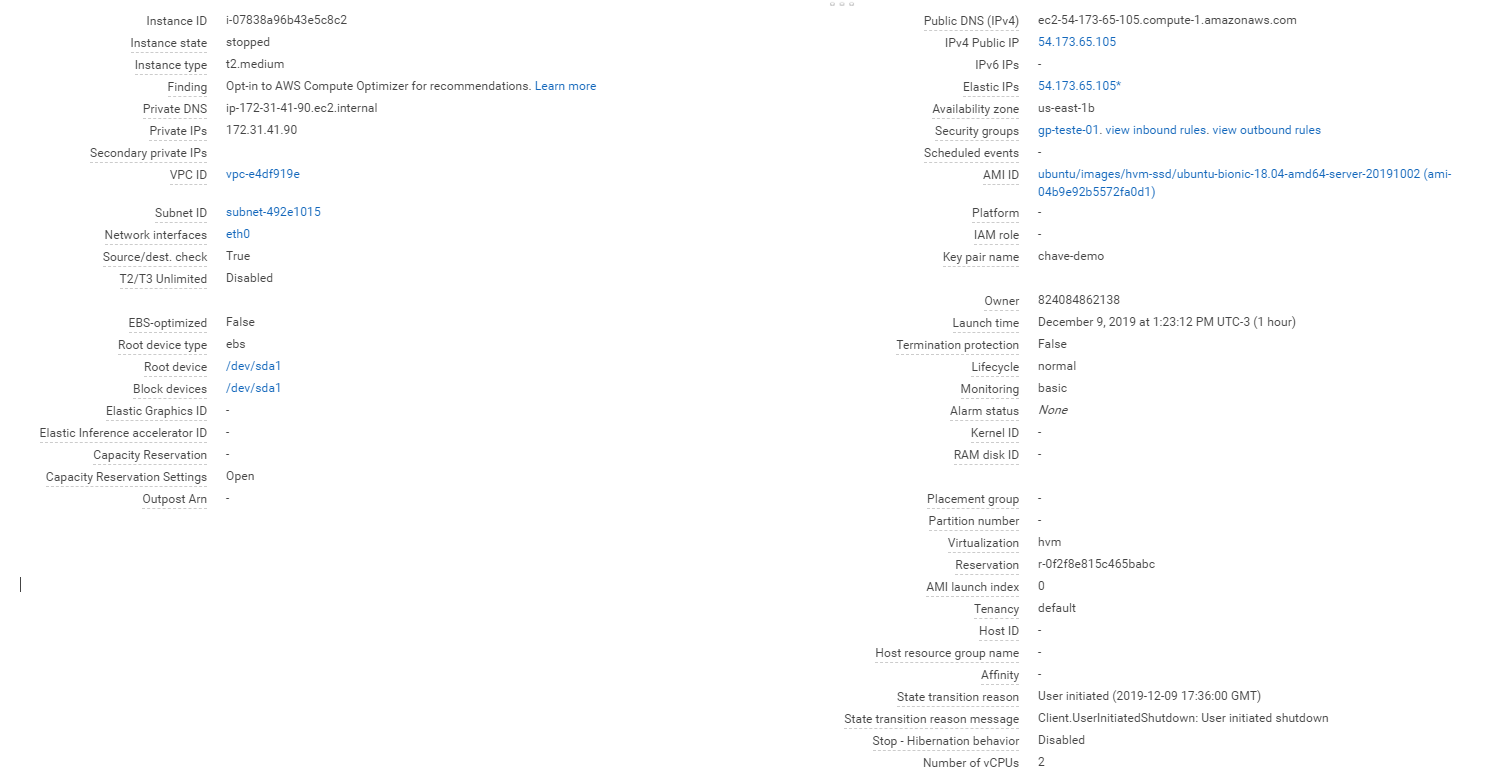 Instance ID i-07838a96b43e5c8c2
Instance state stopped
Instance type t2.medium
Finding Opt-in to AWS Compute Optimizer for recommendations. Learn more
Private DNS ip-172-31-41-90.ec2.internal
Private IPs 172.31.41.90
Secondary private IPs
VPC ID vpc-e4df919e
Subnet ID subnet-492e1015
Network interfaces eth0
Source/dest. check True
T2/T3 Unlimited Disabled
EBS-optimized False
Root device type ebs
Root device /dev/sda1
Block devices /dev/sda1
Elastic Graphics ID -
Elastic Inference accelerator ID -
Capacity Reservation -
Capacity Reservation Settings Open
Outpost Arn -
Public DNS (IPv4) ec2-54-173-65-105.compute-1.amazonaws.com
IPv4 Public IP 54.173.65.105
IPv6 IPs -
Elastic IPs 54.173.65.105*
Availability zone us-east-1b
Security groups gp-teste-01. view inbound rules. view outbound rules
Scheduled events -
AMI ID ubuntu/images/hvm-ssd/ubuntu-bionic-18.04-amd64-server-20191002 (ami-
04b9e92b5572fa0d1)
Platform -
IAM role -
Key pair name chave-demo
Owner 824084862138
Launch time December 9, 2019 at 1:23:12 PM UTC-3 (1 hour)
Termination protection False
Lifecycle normal
Monitoring basic
Alarm status None
Kernel ID -
RAM disk ID -
Placement group -
Partition number -
Virtualization hvm
Reservation r-0f2f8e815c465babc
AMI launch index 0
Tenancy default
Host ID -
Host resource group name -
Affinity -
State transition reason User initiated (2019-12-09 17:36:00 GMT)
State transition reason message Client.UserInitiatedShutdown: User initiated shutdown
Stop - Hibernation behavior Disabled
Number of vCPUs 2